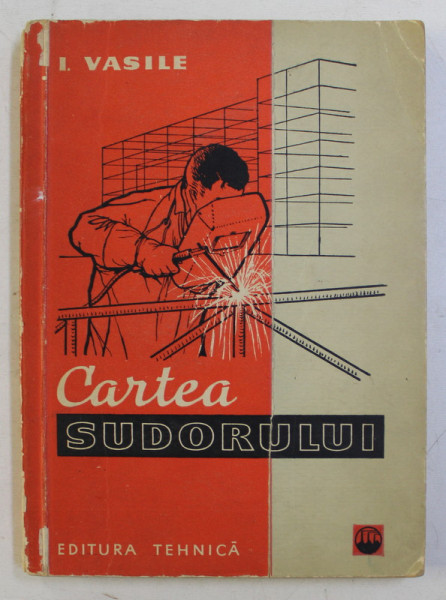 I. VASILE
Cartea
SUDORULUI
EDITURA TEHNICĂ